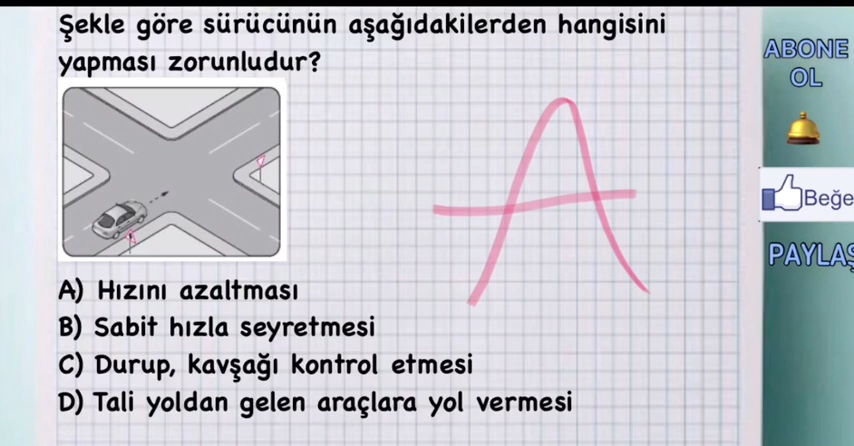 Şekle göre sürücünün aşağıdakilerden hangisini
yapması zorunludur?
A) Hızını azaltması
B) Sabit hızla seyretmesi
C) Durup, kavşağı kontrol etmesi
D) Tali yoldan gelen araçlara yol vermesi
A
ABONE
OL
Beğe
PAYLAŞ